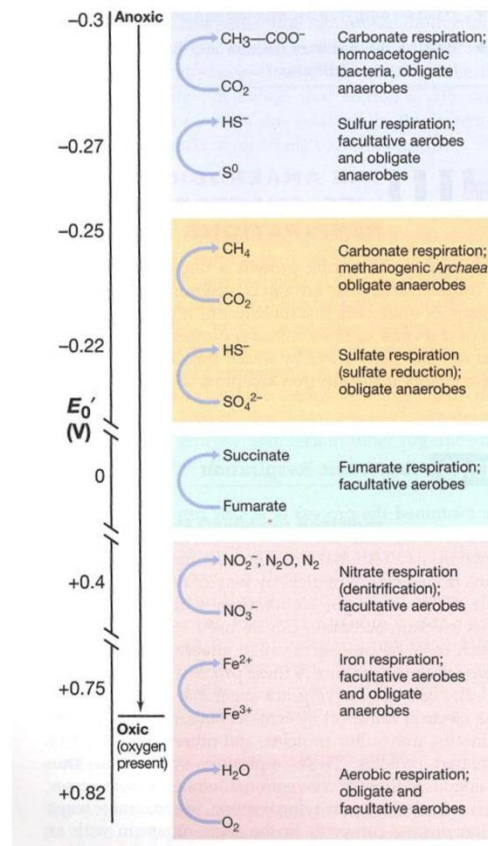 −0.3
Anoxic
CH3—COO⁻
CO₂
Carbonate respiration;
homoacetogenic
bacteria, obligate
anaerobes
−0.27
HS⁻
S⁰
Sulfur respiration;
facultative aerobes
and obligate
anaerobes
−0.25
CH₄
CO₂
Carbonate respiration;
methanogenic Archaea
obligate anaerobes
−0.22
HS⁻
SO₄²⁻
Sulfate respiration
(sulfate reduction);
obligate anaerobes
E₀′
(V)
0
Succinate
Fumarate
Fumarate respiration;
facultative aerobes
+0.4
NO₂⁻, N₂O, N₂
NO₃⁻
Nitrate respiration
(denitrification);
facultative aerobes
+0.75
Fe²⁺
Fe³⁺
Iron respiration;
facultative aerobes
and obligate
anaerobes
Oxic
(oxygen
present)
+0.82
H₂O
O₂
Aerobic respiration;
obligate and
facultative aerobes